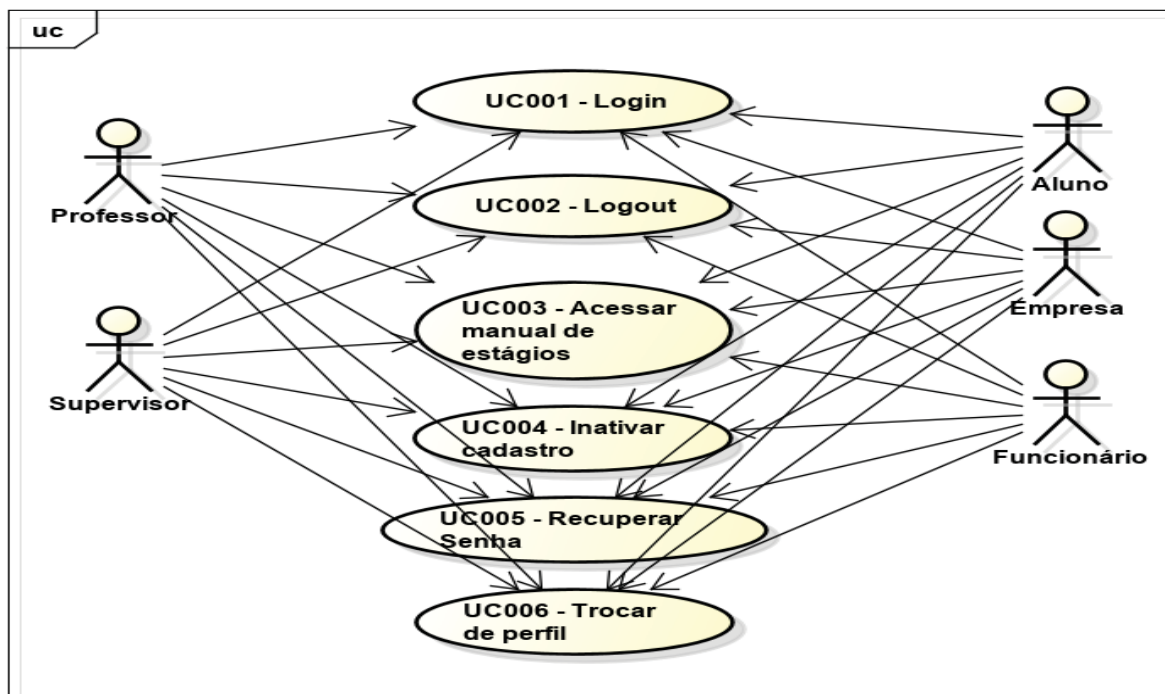 uc
UC001 - Login
Professor
Aluno
UC002 - Logout
UC003 - Acessar
manual de
estágios
Empresa
Supervisor
UC004 - Inativar
cadastro
Funcionário
UC005 - Recuperar
Senha
UC006 - Trocar
de perfil